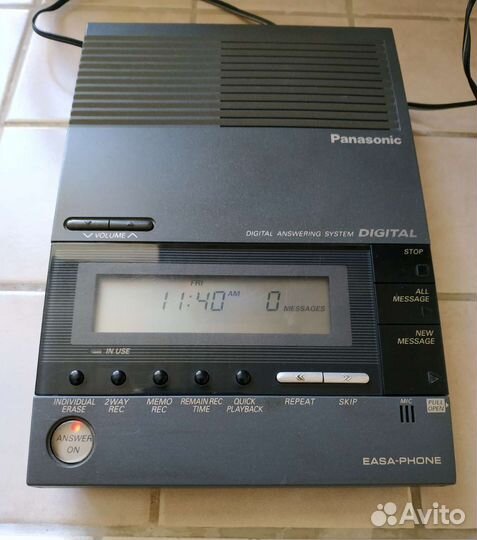 Panasonic
VOLUME
DIGITAL ANSWERING SYSTEM DIGITAL
STOP
FRI
11:40 AM 0 MESSAGES
ALL MESSAGE
NEW MESSAGE
IN USE
INDIVIDUAL ERASE
2WAY REC
MEMO REC
REMAIN REC TIME
QUICK PLAYBACK
REPEAT
SKIP
MIC
PULL OPEN
ANSWER ON
EASA-PHONE
Avito